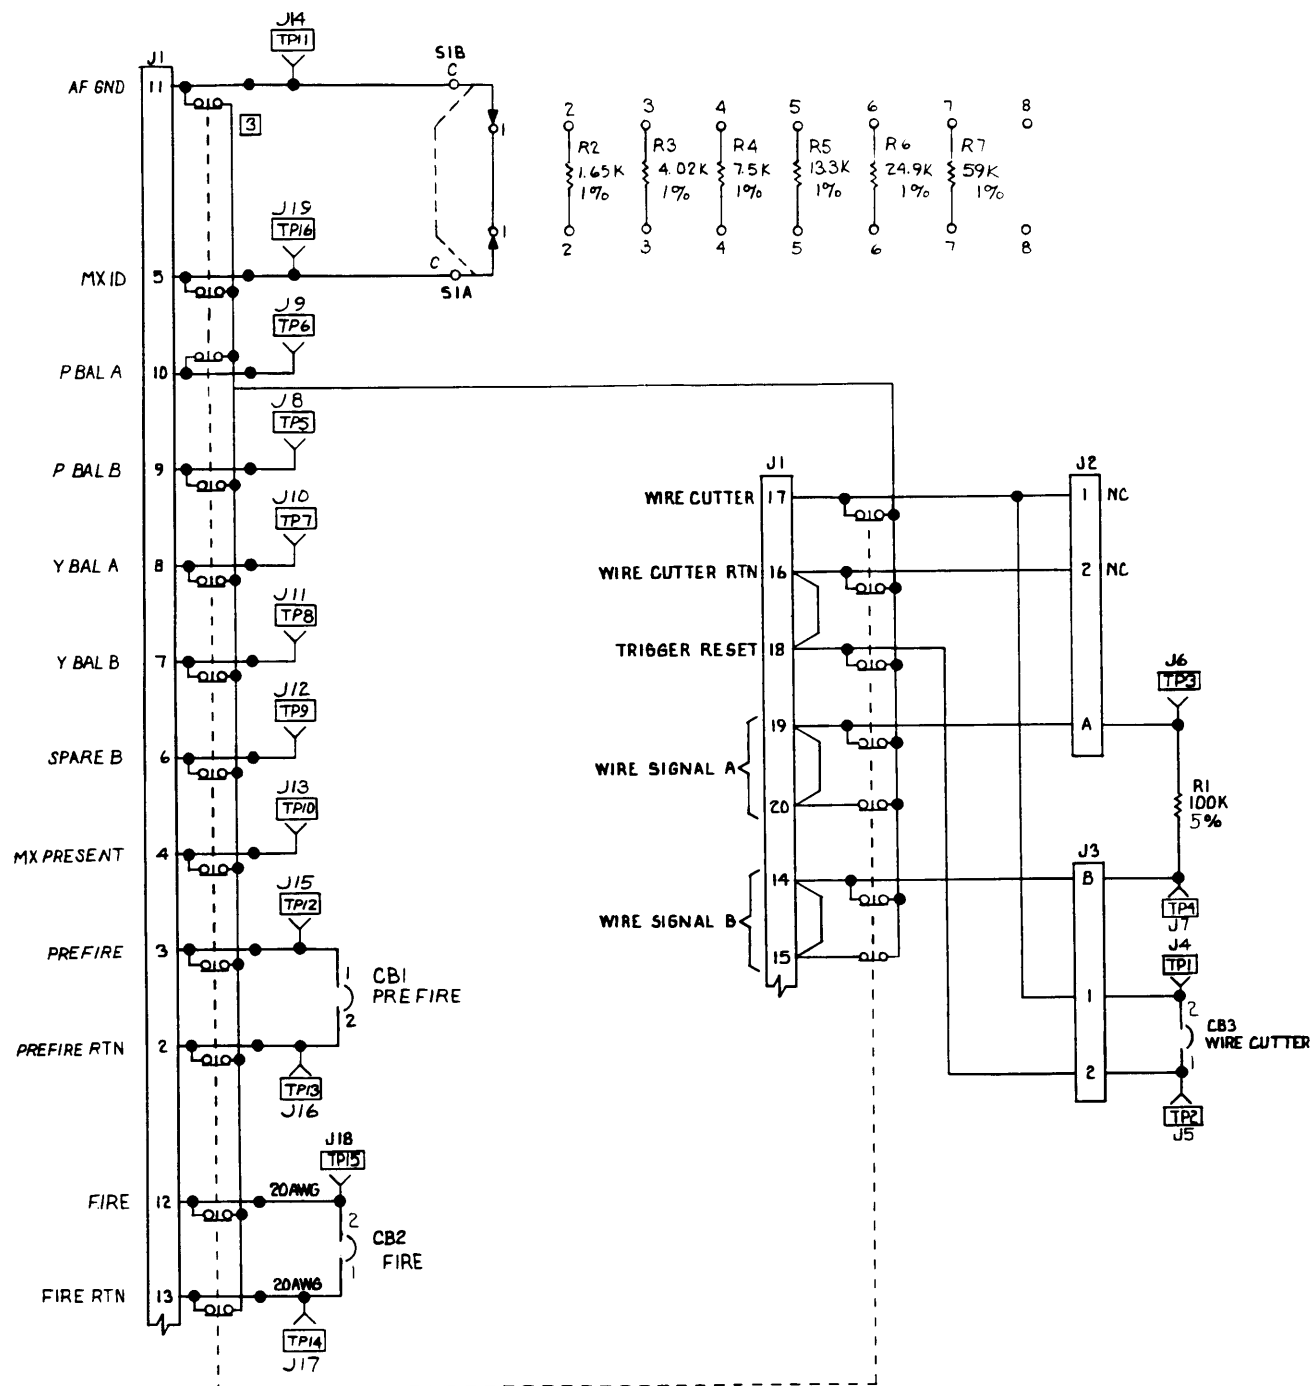 J14
TP11
J1
AF GND 11
3
S1B
C
1
1
C
S1A
2 3 4 5 6 7 8
R2 1.65K 1%
R3 4.02K 1%
R4 7.5K 1%
R5 13.3K 1%
R6 24.9K 1%
R7 59K 1%
2 3 4 5 6 7 8
J19
TP16
MX ID 5
J9
TP6
P BAL A 10
J8
TP5
P BAL B 9
J10
TP7
Y BAL A 8
J11
TP8
Y BAL B 7
J12
TP9
SPARE B 6
J13
TP10
MX PRESENT 4
J15
TP12
PREFIRE 3
1
CB1
PREFIRE
2
PREFIRE RTN 2
TP13
J16
J18
TP15
FIRE 12
20AWG
2
CB2
FIRE
1
FIRE RTN 13
20AWG
TP14
J17
J1
J2
WIRE CUTTER 17
1 NC
WIRE CUTTER RTN 16
2 NC
TRIGGER RESET 18
J6
TP3
19
A
WIRE SIGNAL A
20
R1
100K
5%
J3
14
B
WIRE SIGNAL B
15
TP4
J7
J4
TP1
1
2
CB3
WIRE CUTTER
1
2
TP2
J5